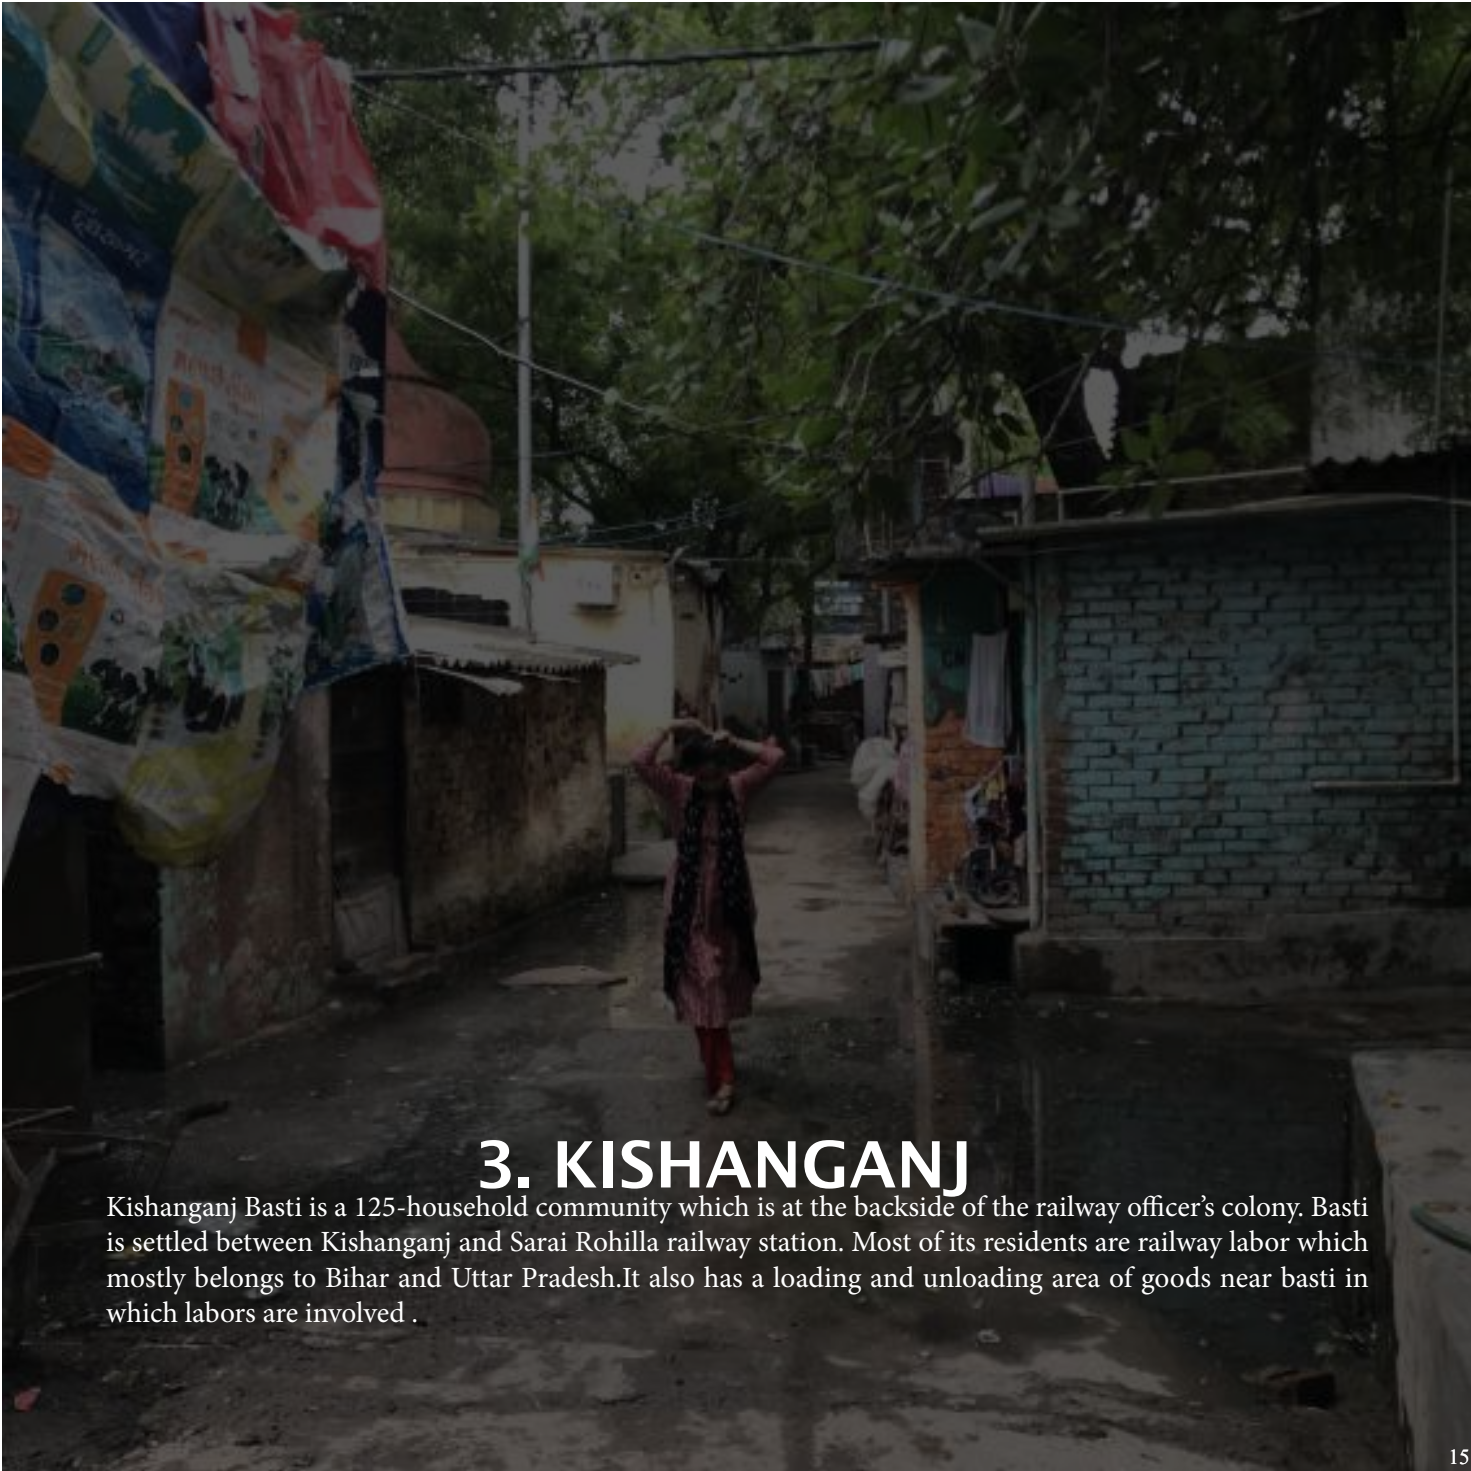 3. KISHANGANJ
Kishanganj Basti is a 125-household community which is at the backside of the railway officer’s colony. Basti
is settled between Kishanganj and Sarai Rohilla railway station. Most of its residents are railway labor which
mostly belongs to Bihar and Uttar Pradesh.It also has a loading and unloading area of goods near basti in
which labors are involved .
15